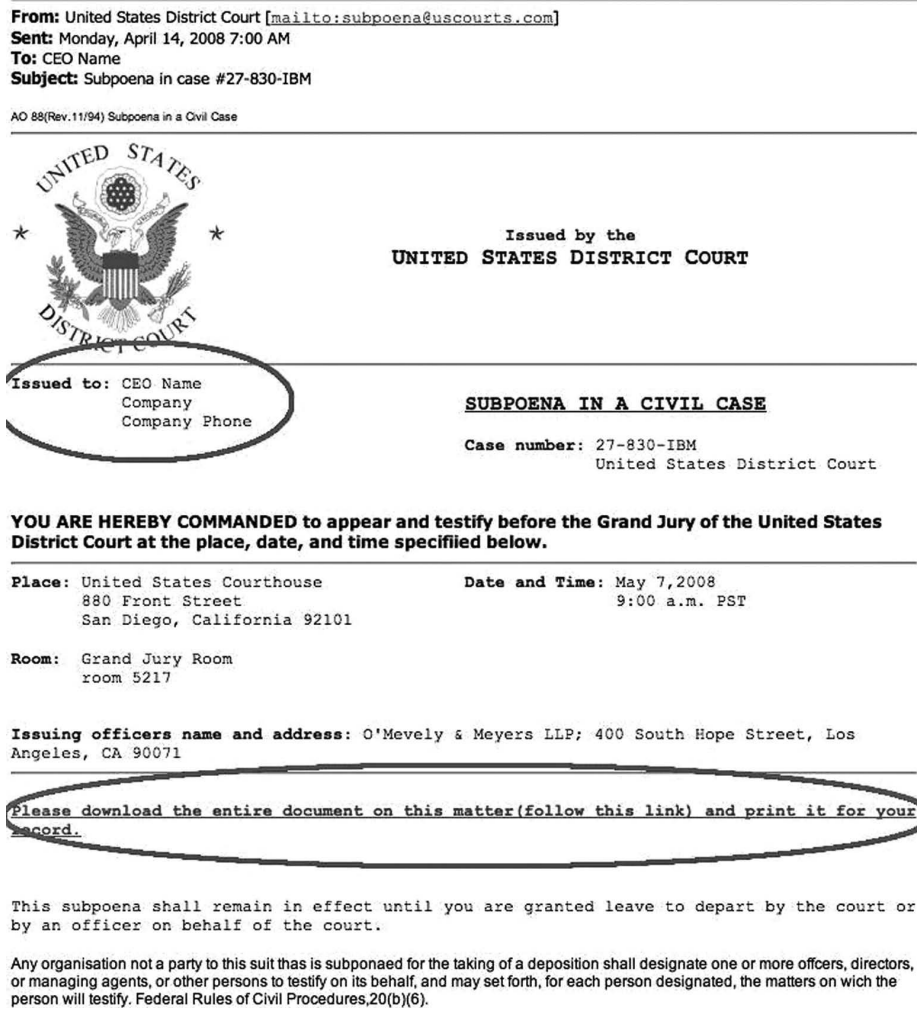 From: United States District Court [mailto:subpoena@uscourts.com]
Sent: Monday, April 14, 2008 7:00 AM
To: CEO Name
Subject: Subpoena in case #27-830-IBM
AO 88(Rev.11/94) Subpoena in a Civil Case
UNITED STATES
DISTRICT COURT
Issued by the
UNITED STATES DISTRICT COURT
Issued to: CEO Name
Company
Company Phone
SUBPOENA IN A CIVIL CASE
Case number: 27-830-IBM
United States District Court
YOU ARE HEREBY COMMANDED to appear and testify before the Grand Jury of the United States
District Court at the place, date, and time specifiied below.
Place: United States Courthouse
880 Front Street
San Diego, California 92101
Date and Time: May 7,2008
9:00 a.m. PST
Room: Grand Jury Room
room 5217
Issuing officers name and address: O'Mevely & Meyers LLP; 400 South Hope Street, Los
Angeles, CA 90071
Please download the entire document on this matter(follow this link) and print it for your
record.
This subpoena shall remain in effect until you are granted leave to depart by the court or
by an officer on behalf of the court.
Any organisation not a party to this suit thas is subponaed for the taking of a deposition shall designate one or more offcers, directors,
or managing agents, or other persons to testify on its behalf, and may set forth, for each person designated, the matters on wich the
person will testify. Federal Rules of Civil Procedures,20(b)(6).